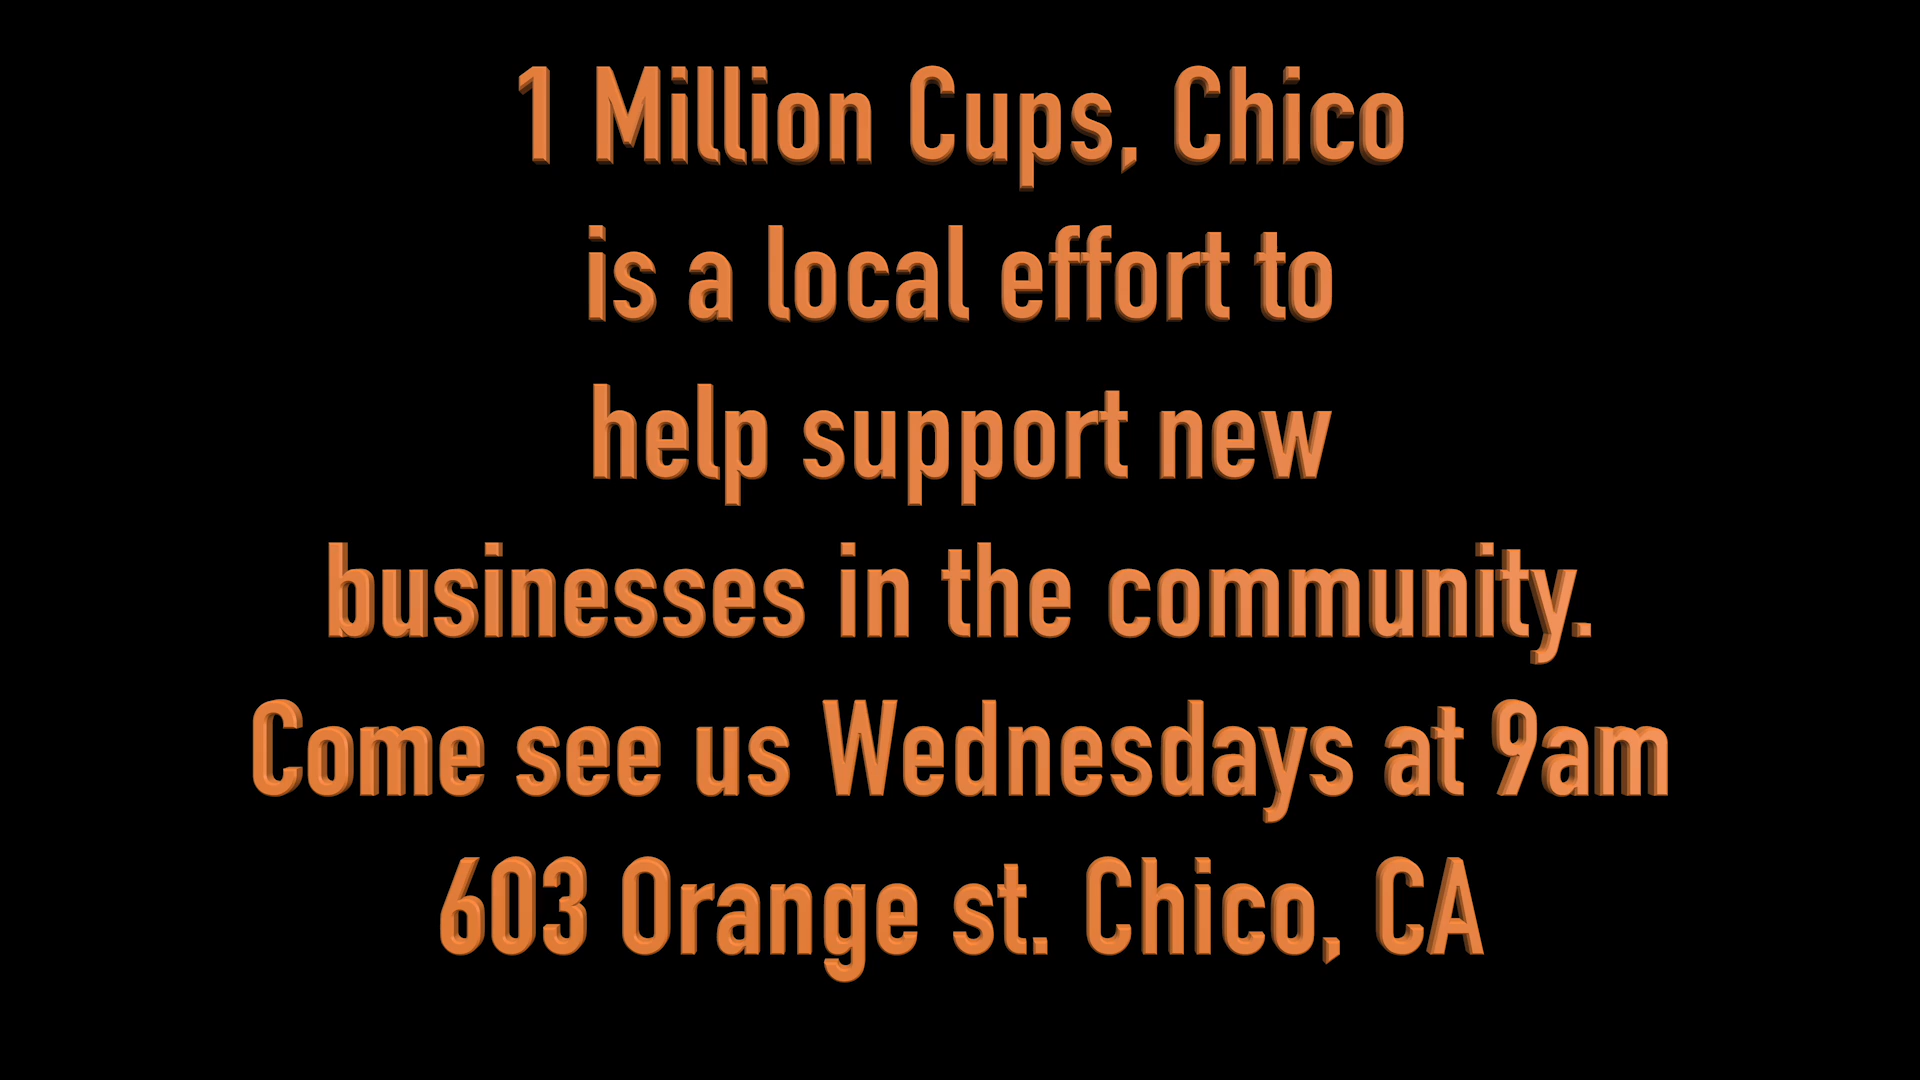 1 Million Cups, Chico
is a local effort to
help support new
businesses in the community.
Come see us Wednesdays at 9am
603 Orange st. Chico, CA